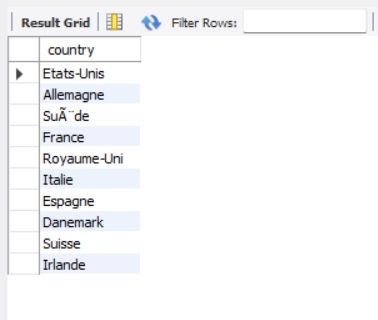 Result Grid Filter Rows:
country
Etats-Unis
Allemagne
SuÃ¨de
France
Royaume-Uni
Italie
Espagne
Danemark
Suisse
Irlande